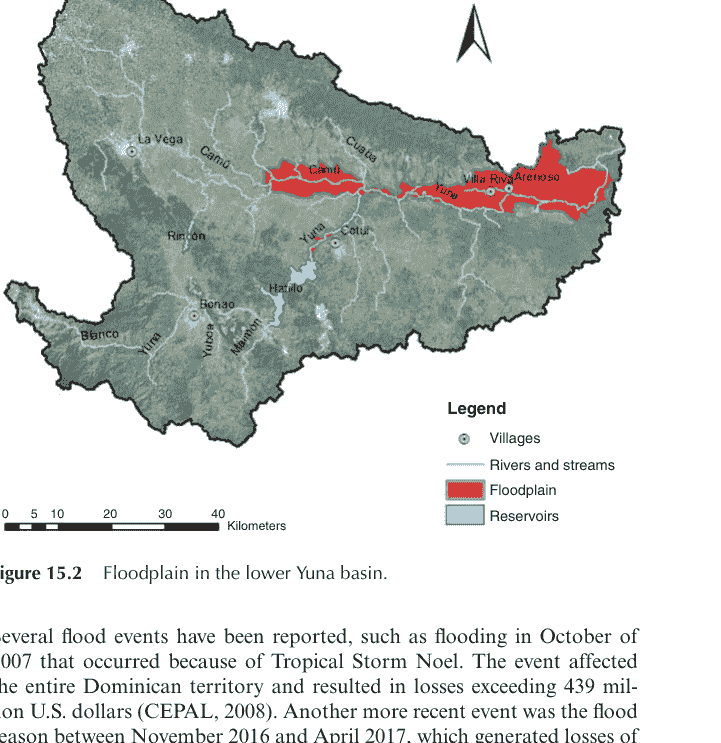 La Vega
Camú
Cuaba
Camú
Villa Riva
Arenoso
Yuna
Rincón
Yuna
Cotuí
Hatillo
Bonao
Blanco
Yuna
Yuboa
Maimón
Legend
Villages
Rivers and streams
Floodplain
Reservoirs
0 5 10 20 30 40
Kilometers
igure 15.2 Floodplain in the lower Yuna basin.
everal flood events have been reported, such as flooding in October of
007 that occurred because of Tropical Storm Noel. The event affected
he entire Dominican territory and resulted in losses exceeding 439 mil-
on U.S. dollars (CEPAL, 2008). Another more recent event was the flood
eason between November 2016 and April 2017, which generated losses of